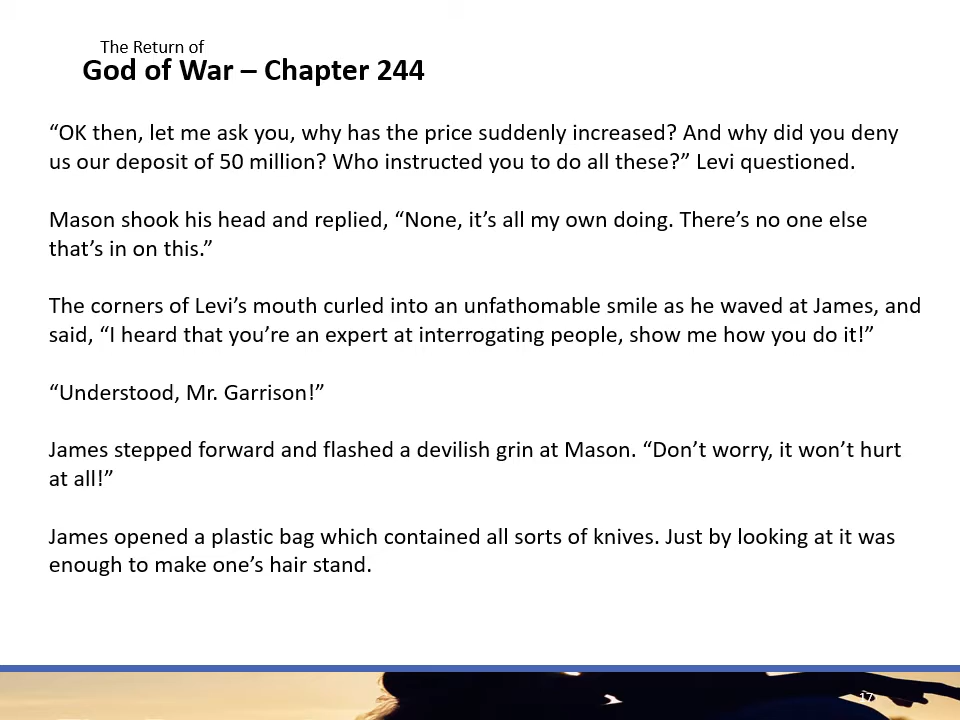 The Return of
God of War – Chapter 244
“OK then, let me ask you, why has the price suddenly increased? And why did you deny
us our deposit of 50 million? Who instructed you to do all these?” Levi questioned.
Mason shook his head and replied, “None, it’s all my own doing. There’s no one else
that’s in on this.”
The corners of Levi’s mouth curled into an unfathomable smile as he waved at James, and
said, “I heard that you’re an expert at interrogating people, show me how you do it!”
“Understood, Mr. Garrison!”
James stepped forward and flashed a devilish grin at Mason. “Don’t worry, it won’t hurt
at all!”
James opened a plastic bag which contained all sorts of knives. Just by looking at it was
enough to make one’s hair stand.
17